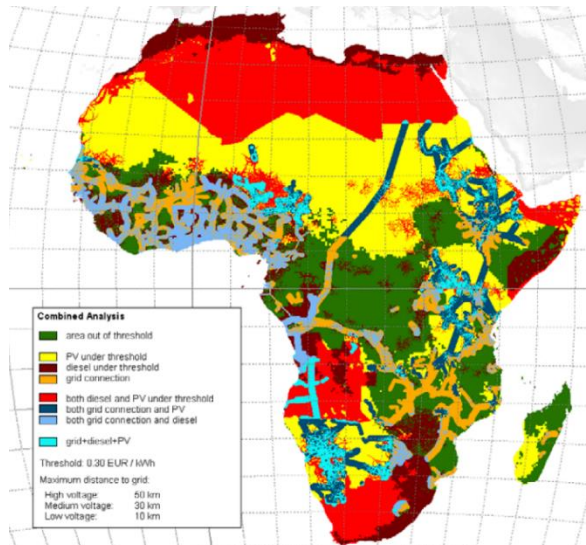 Combined Analysis
area out of threshold
PV under threshold
diesel under threshold
grid connection
both diesel and PV under threshold
both grid connection and PV
both grid connection and diesel
grid+diesel+PV
Threshold: 0.30 EUR / kWh
Maximum distance to grid:
High voltage: 50 km
Medium voltage: 30 km
Low voltage: 10 km